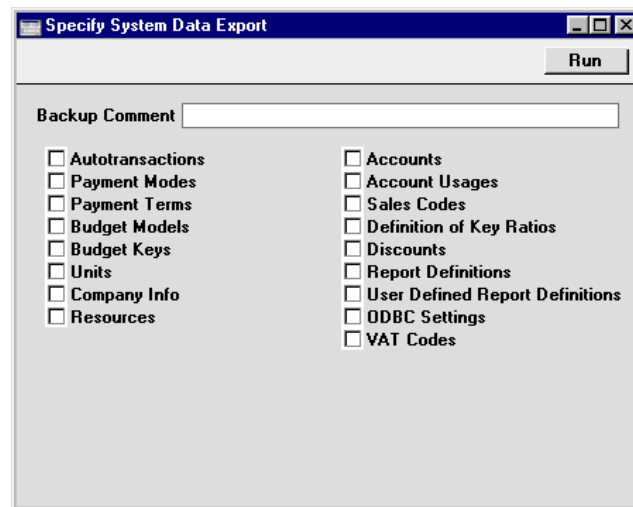 Specify System Data Export
Run
Backup Comment
Autotransactions
Payment Modes
Payment Terms
Budget Models
Budget Keys
Units
Company Info
Resources
Accounts
Account Usages
Sales Codes
Definition of Key Ratios
Discounts
Report Definitions
User Defined Report Definitions
ODBC Settings
VAT Codes